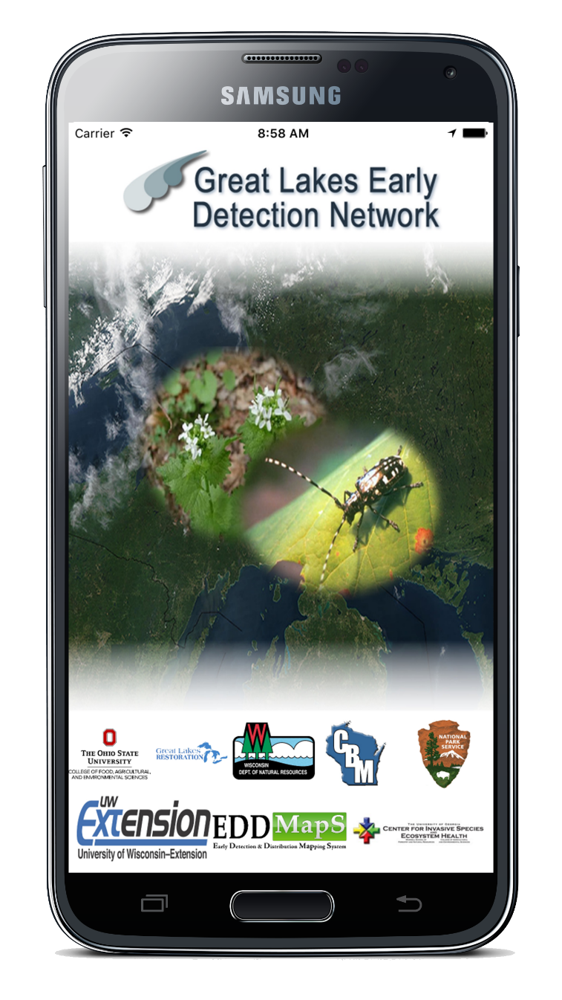 SAMSUNG
Carrier
8:58 AM
Great Lakes Early
Detection Network
THE OHIO STATE
UNIVERSITY
COLLEGE OF FOOD, AGRICULTURAL,
AND ENVIRONMENTAL SCIENCES
Great Lakes
RESTORATION
W
WISCONSIN
DEPT. OF NATURAL RESOURCES
CBM
NATIONAL
PARK
SERVICE
UW
Extension
University of Wisconsin–Extension
EDDMapS
Early Detection & Distribution Mapping System
THE UNIVERSITY OF GEORGIA
CENTER FOR INVASIVE SPECIES
AND
ECOSYSTEM HEALTH